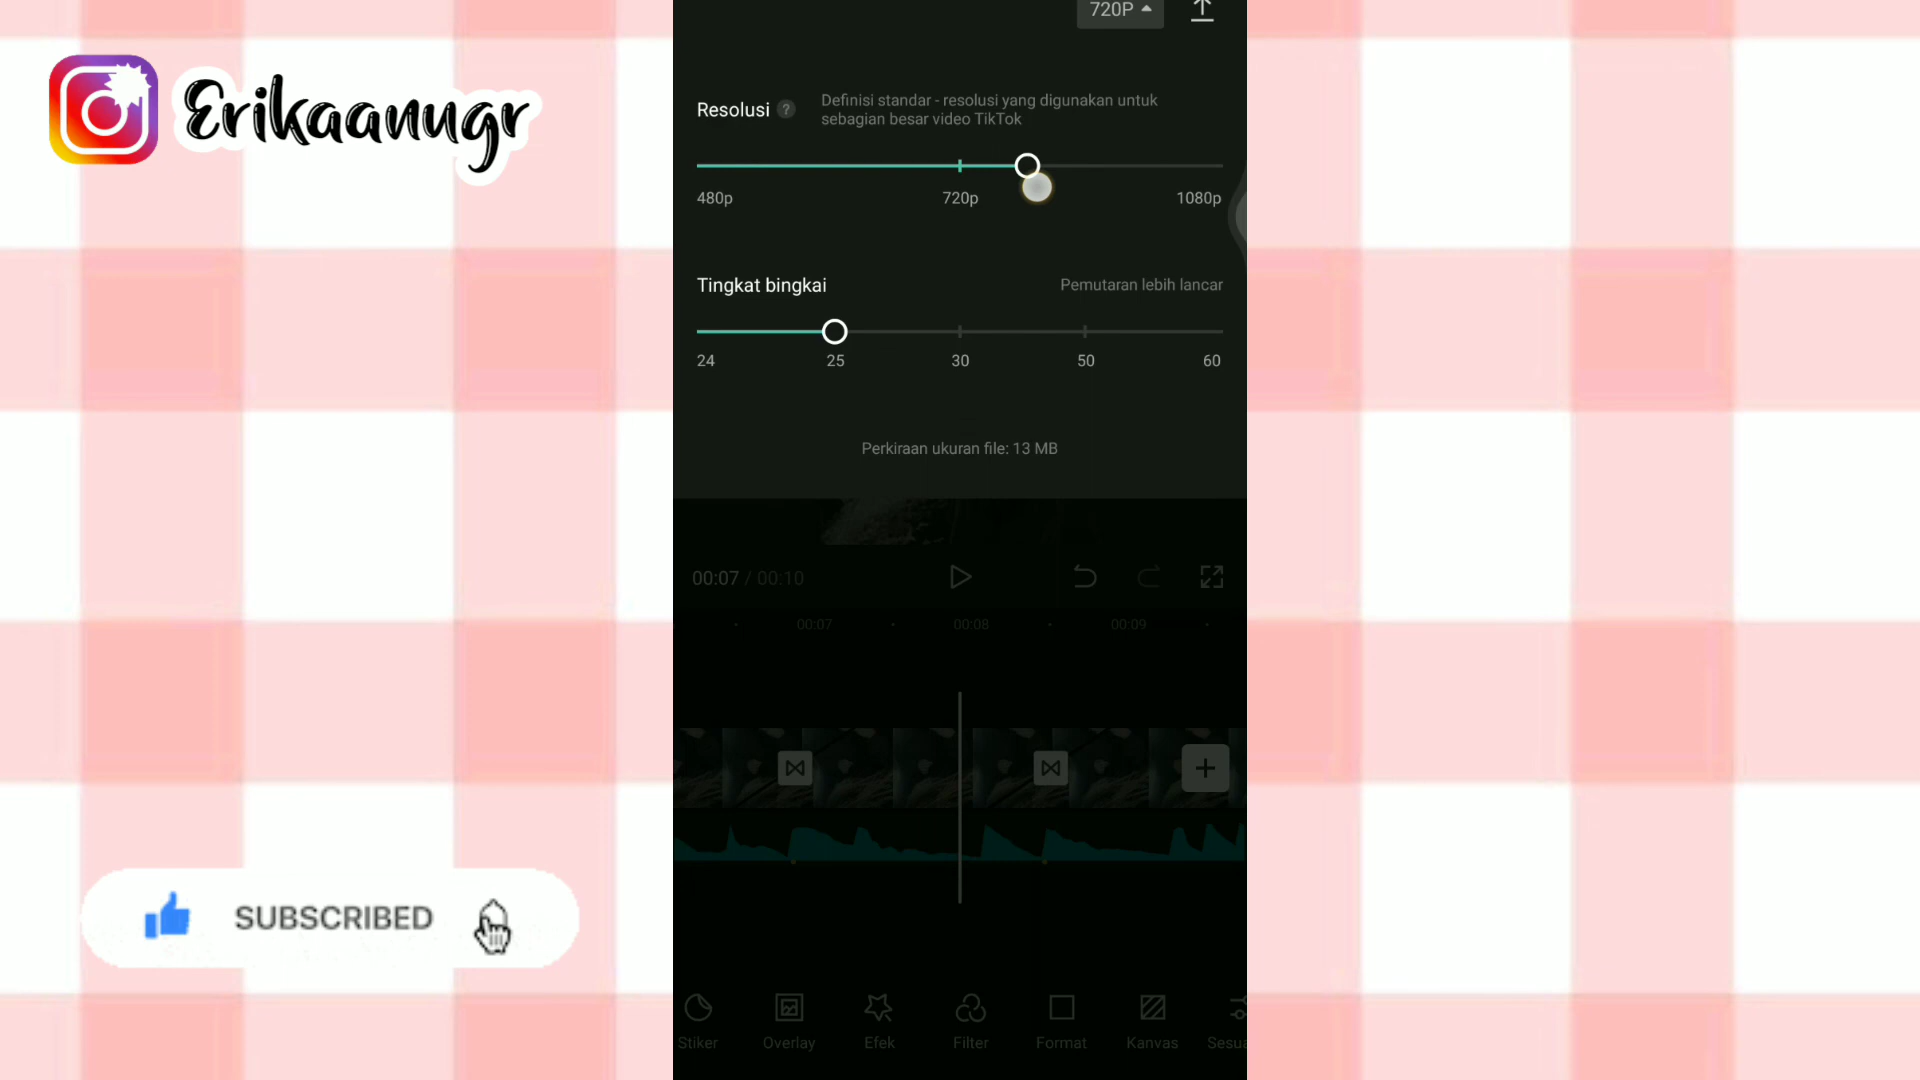 720P
Erikaanugr
Resolusi ?
Definisi standar - resolusi yang digunakan untuk
sebagian besar video TikTok
480p 720p 1080p
Tingkat bingkai
Pemutaran lebih lancar
24 25 30 50 60
Perkiraan ukuran file: 13 MB
00:07 / 00:10
00:07 00:08 00:09
SUBSCRIBED
Stiker Overlay Efek Filter Format Kanvas Sesua